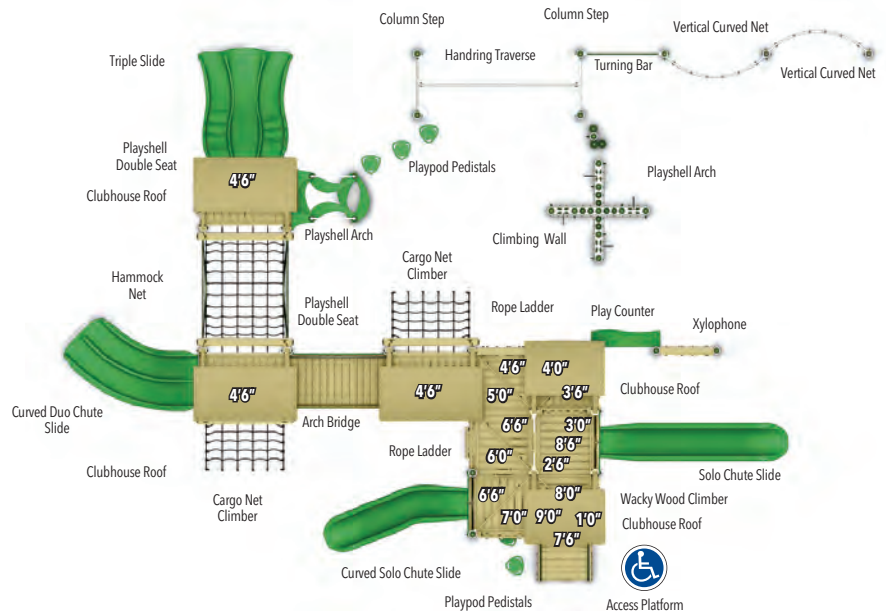 Column Step
Column Step
Handring Traverse
Vertical Curved Net
Turning Bar
Vertical Curved Net
Triple Slide
Playshell
Double Seat
Clubhouse Roof
4'6"
Playpod Pedistals
Playshell Arch
Playshell Arch
Climbing Wall
Cargo Net
Climber
Hammock
Net
Playshell
Double Seat
Rope Ladder
Play Counter
Xylophone
4'6"
4'0"
5'0"
3'6"
Clubhouse Roof
4'6"
4'6"
Curved Duo Chute
Slide
Arch Bridge
6'6"
3'0"
8'6"
Clubhouse Roof
Rope Ladder
6'0"
2'6"
Solo Chute Slide
Cargo Net
Climber
6'6"
8'0"
Wacky Wood Climber
7'0"
9'0"
1'0"
Clubhouse Roof
7'6"
Curved Solo Chute Slide
Playpod Pedistals
Access Platform